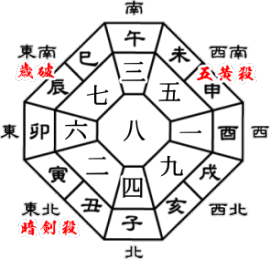 南
午
東南
巳
未
西南
歳破
五黄殺
辰
三
申
七
五
東
卯
六
八
一
酉
西
二
九
寅
四
戌
東北
丑
子
亥
西北
暗剣殺
北